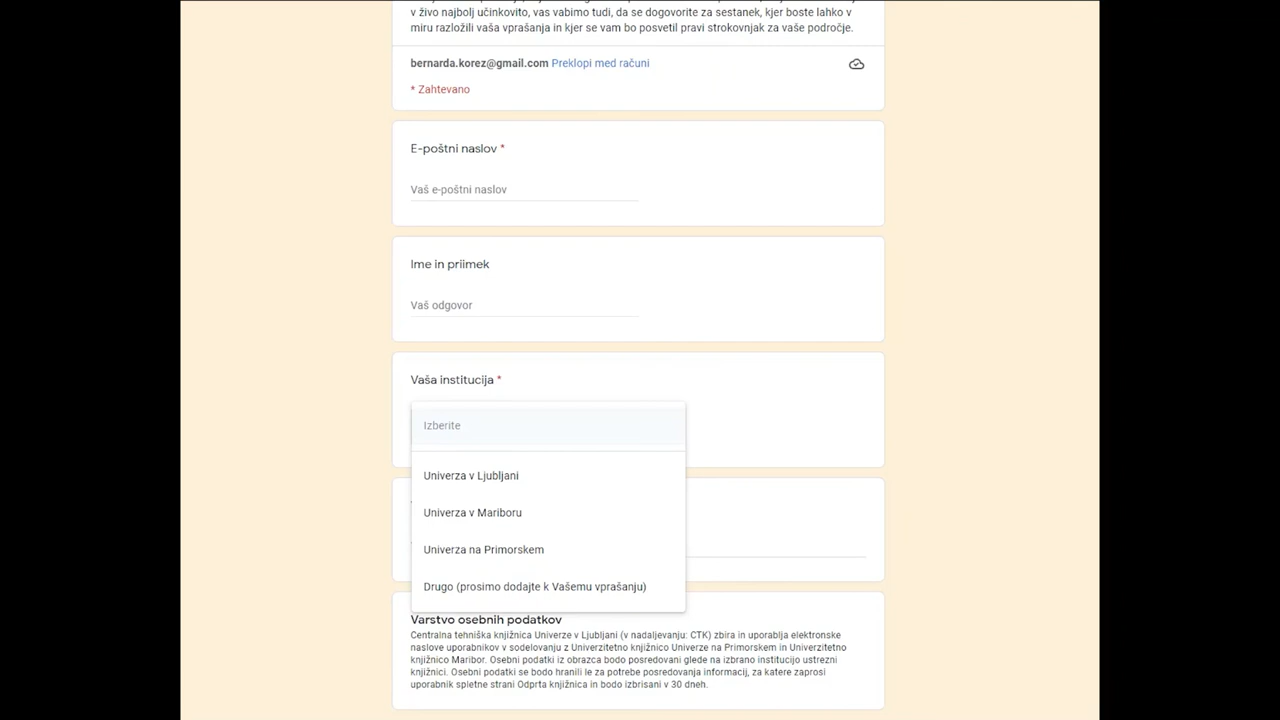 v živo najbolj učinkovito, vas vabimo tudi, da se dogovorite za sestanek, kjer boste lahko v
miru razložili vaša vprašanja in kjer se vam bo posvetil pravi strokovnjak za vaše področje.
bernarda.korez@gmail.com Preklopi med računi
* Zahtevano
E-poštni naslov *
Vaš e-poštni naslov
Ime in priimek
Vaš odgovor
Vaša institucija *
Izberite
Univerza v Ljubljani
Univerza v Mariboru
Univerza na Primorskem
Drugo (prosimo dodajte k Vašemu vprašanju)
Varstvo osebnih podatkov
Centralna tehniška knjižnica Univerze v Ljubljani (v nadaljevanju: CTK) zbira in uporablja elektronske
naslove uporabnikov v sodelovanju z Univerzitetno knjižnico Univerze na Primorskem in Univerzitetno
knjižnico Maribor. Osebni podatki iz obrazca bodo posredovani glede na izbrano institucijo ustrezni
knjižnici. Osebni podatki se bodo hranili le za potrebe posredovanja informacij, za katere zaprosi
uporabnik spletne strani Odprta knjižnica in bodo izbrisani v 30 dneh.